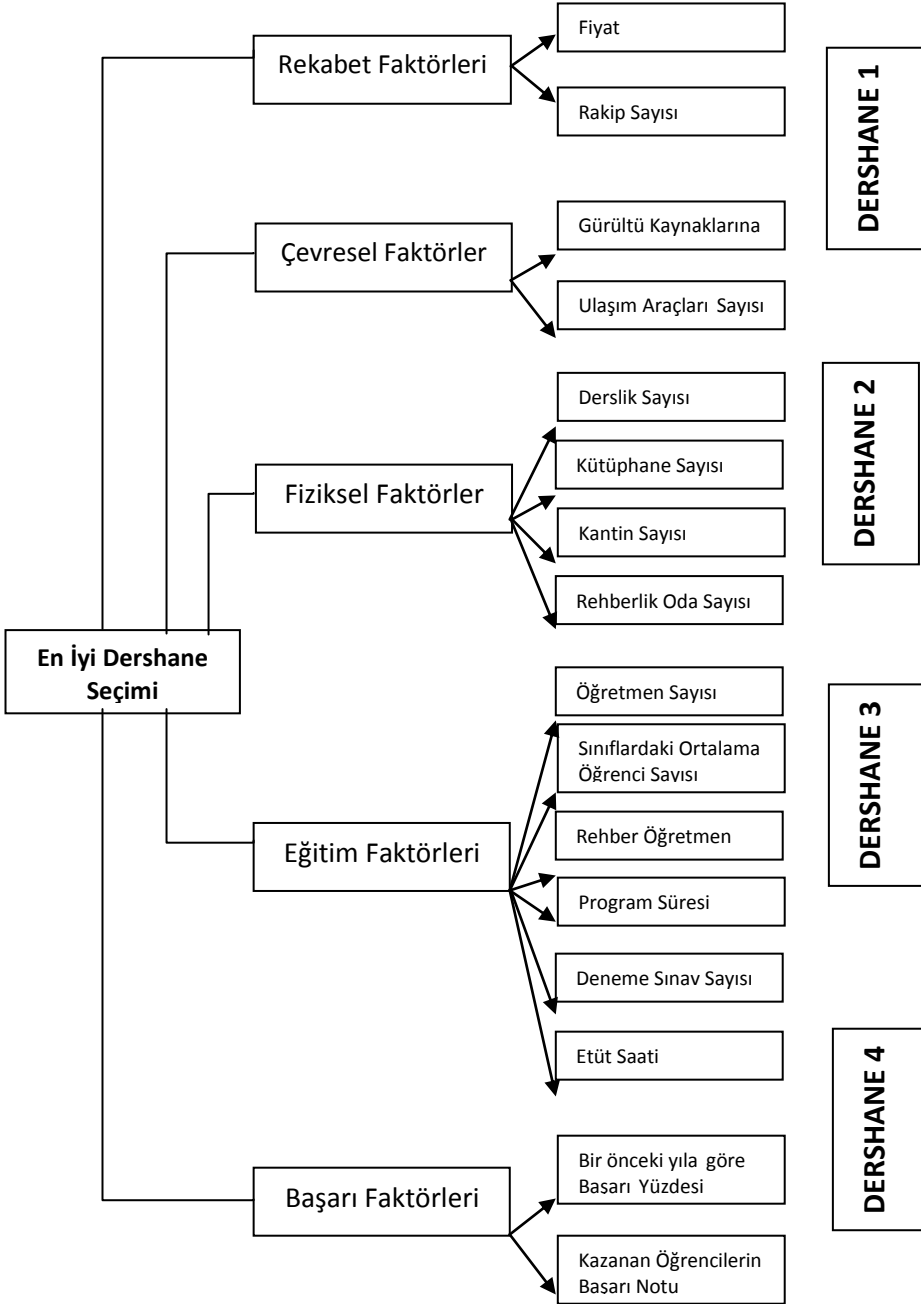 Fiyat
Rekabet Faktörleri
Rakip Sayısı
DERSHANE 1
Gürültü Kaynaklarına
Çevresel Faktörler
Ulaşım Araçları Sayısı
Derslik Sayısı
Kütüphane Sayısı
Fiziksel Faktörler
Kantin Sayısı
Rehberlik Oda Sayısı
DERSHANE 2
En İyi Dershane
Seçimi
Öğretmen Sayısı
Sınıflardaki Ortalama
Öğrenci Sayısı
Rehber Öğretmen
Eğitim Faktörleri
Program Süresi
Deneme Sınav Sayısı
Etüt Saati
DERSHANE 3
Bir önceki yıla göre
Başarı Yüzdesi
Başarı Faktörleri
Kazanan Öğrencilerin
Başarı Notu
DERSHANE 4